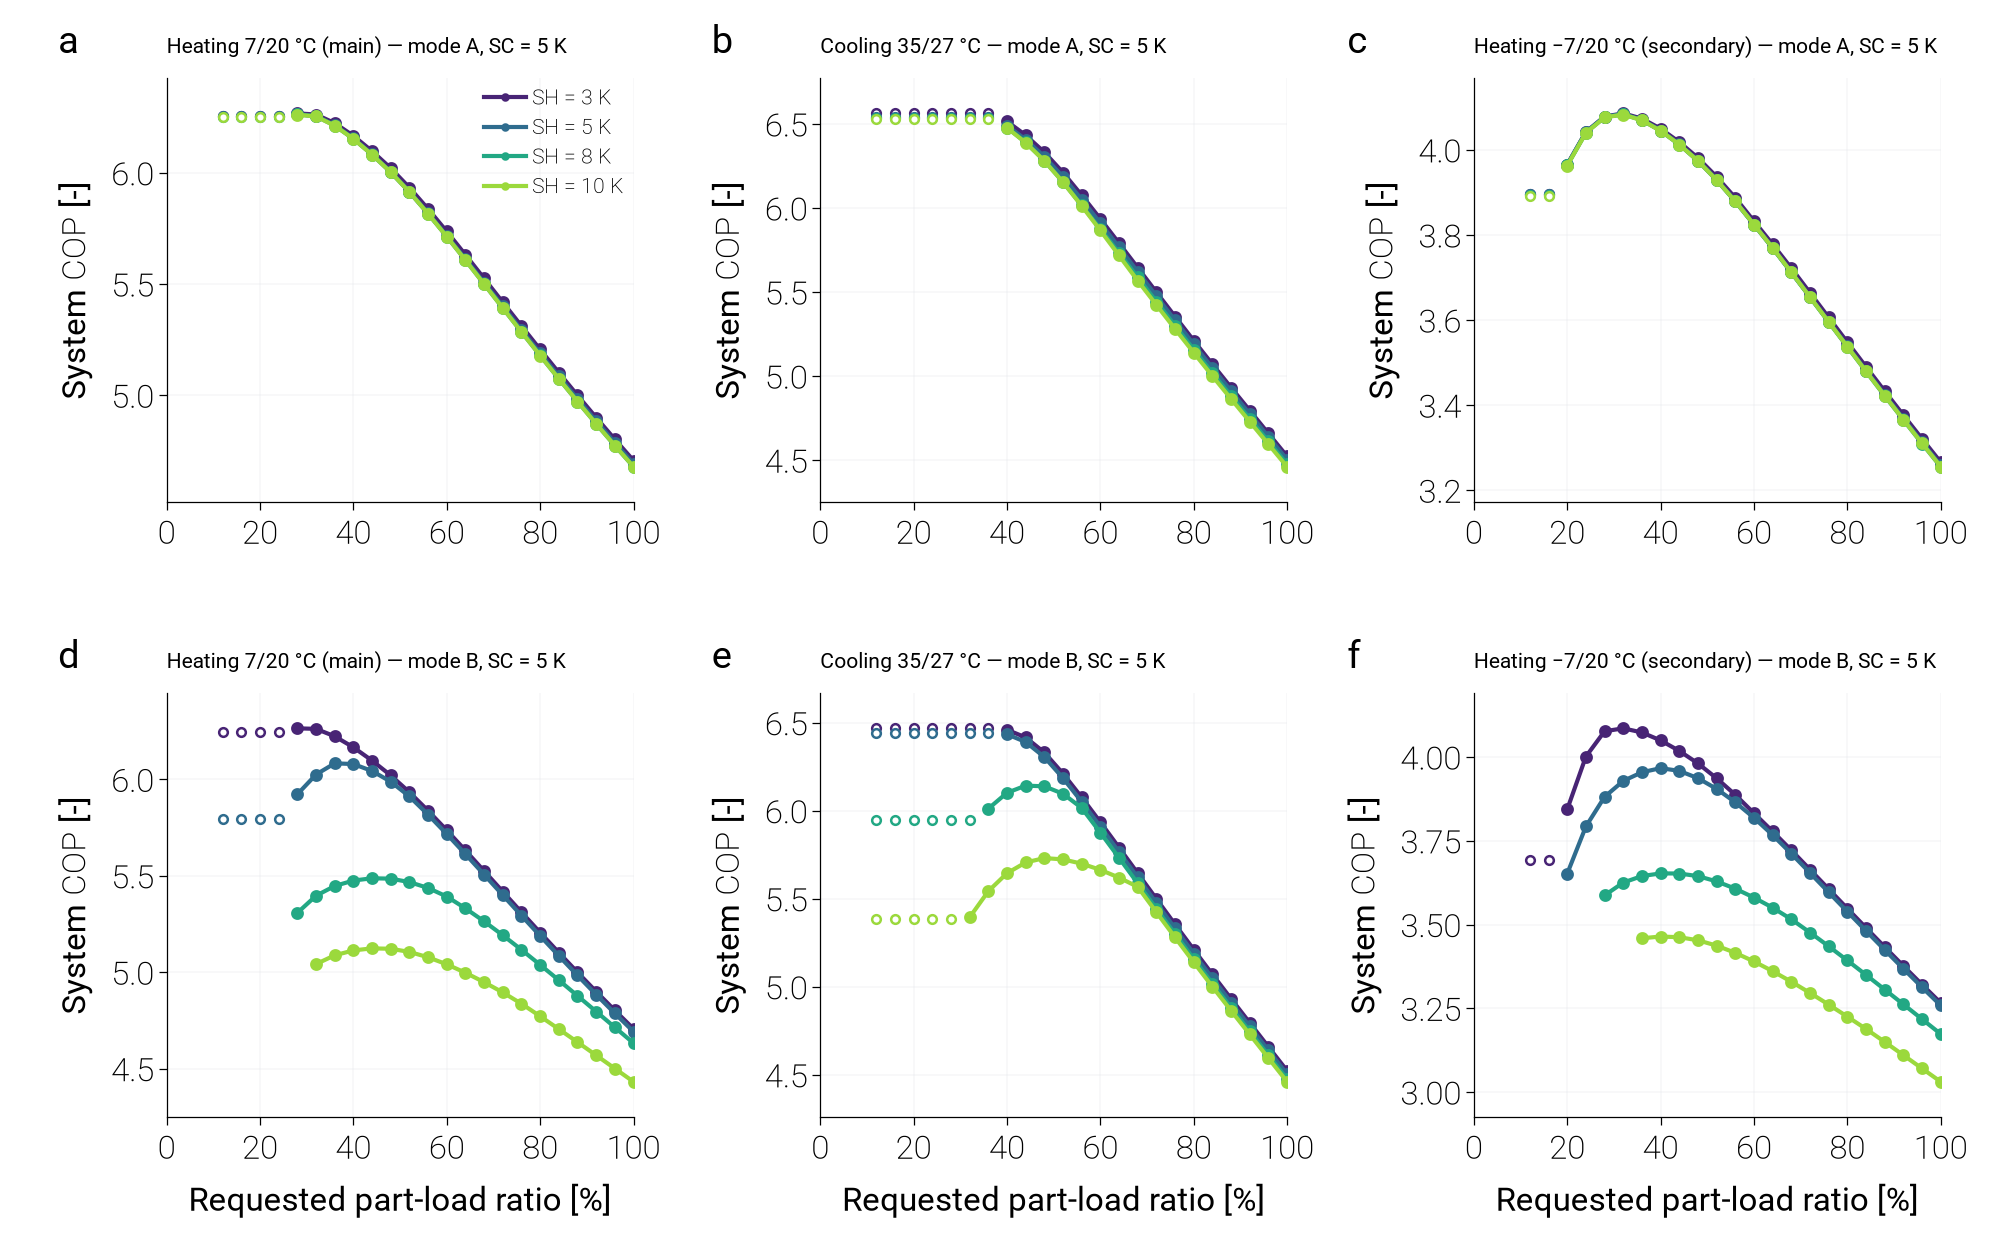 a Heating 7/20 °C (main) — mode A, SC = 5 K
SH = 3 K
SH = 5 K
SH = 8 K
SH = 10 K
System COP [-]
6.0
5.5
5.0
0 20 40 60 80 100
b Cooling 35/27 °C — mode A, SC = 5 K
System COP [-]
6.5
6.0
5.5
5.0
4.5
0 20 40 60 80 100
c Heating −7/20 °C (secondary) — mode A, SC = 5 K
System COP [-]
4.0
3.8
3.6
3.4
3.2
0 20 40 60 80 100
d Heating 7/20 °C (main) — mode B, SC = 5 K
System COP [-]
6.0
5.5
5.0
4.5
0 20 40 60 80 100
Requested part-load ratio [%]
e Cooling 35/27 °C — mode B, SC = 5 K
System COP [-]
6.5
6.0
5.5
5.0
4.5
0 20 40 60 80 100
Requested part-load ratio [%]
f Heating −7/20 °C (secondary) — mode B, SC = 5 K
System COP [-]
4.00
3.75
3.50
3.25
3.00
0 20 40 60 80 100
Requested part-load ratio [%]